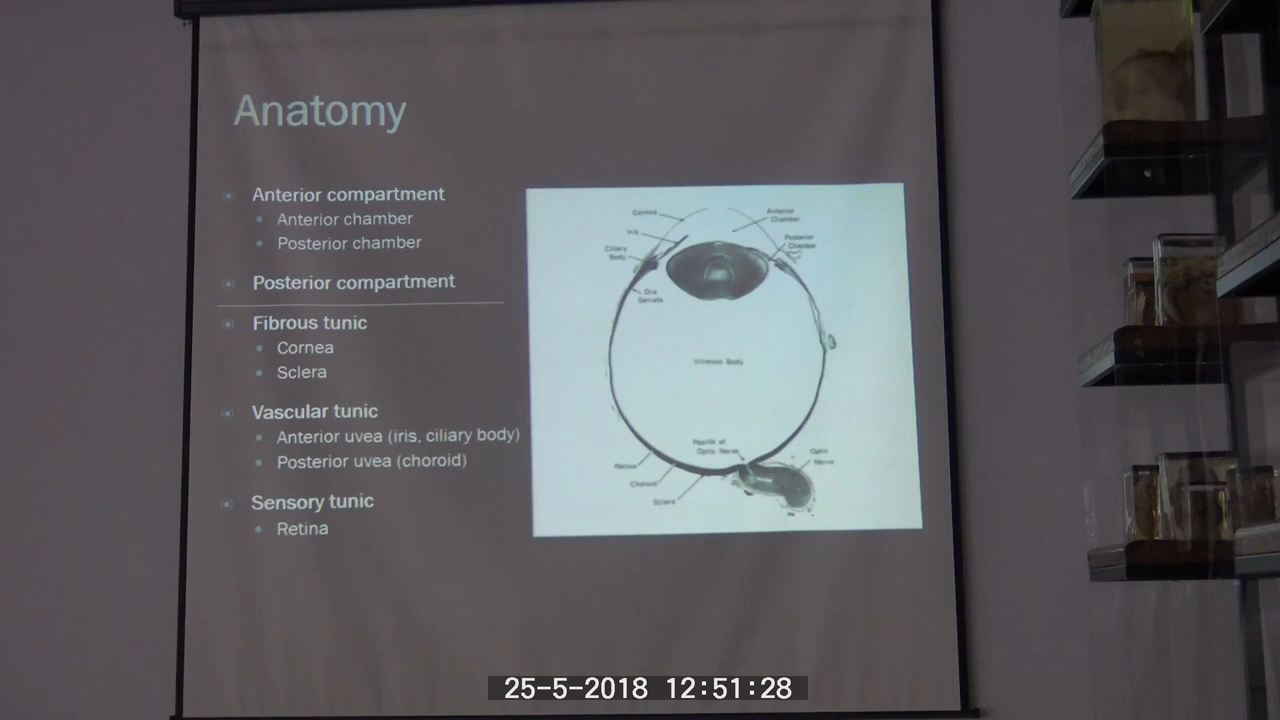 Anatomy
Anterior compartment
Anterior chamber
Posterior chamber
Posterior compartment
Fibrous tunic
Cornea
Sclera
Vascular tunic
Anterior uvea (iris, ciliary body)
Posterior uvea (choroid)
Sensory tunic
Retina
Cornea
Iris
Ciliary
Body
Ora
Serrata
Anterior
Chamber
Posterior
Chamber
Vitreous Body
Papilla of
Optic Nerve
Optic
Nerve
Retina
Choroid
Sclera
25-5-2018 12:51:28